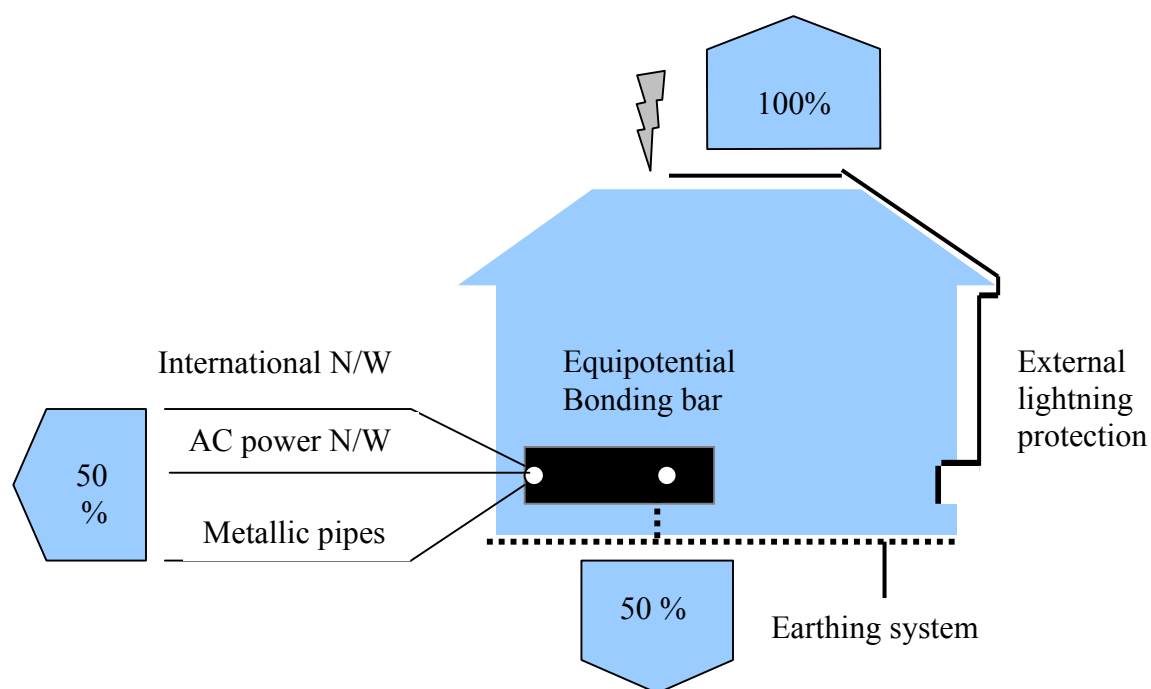 100%
International N/W
AC power N/W
Metallic pipes
50
%
Equipotential
Bonding bar
External
lightning
protection
50 %
Earthing system